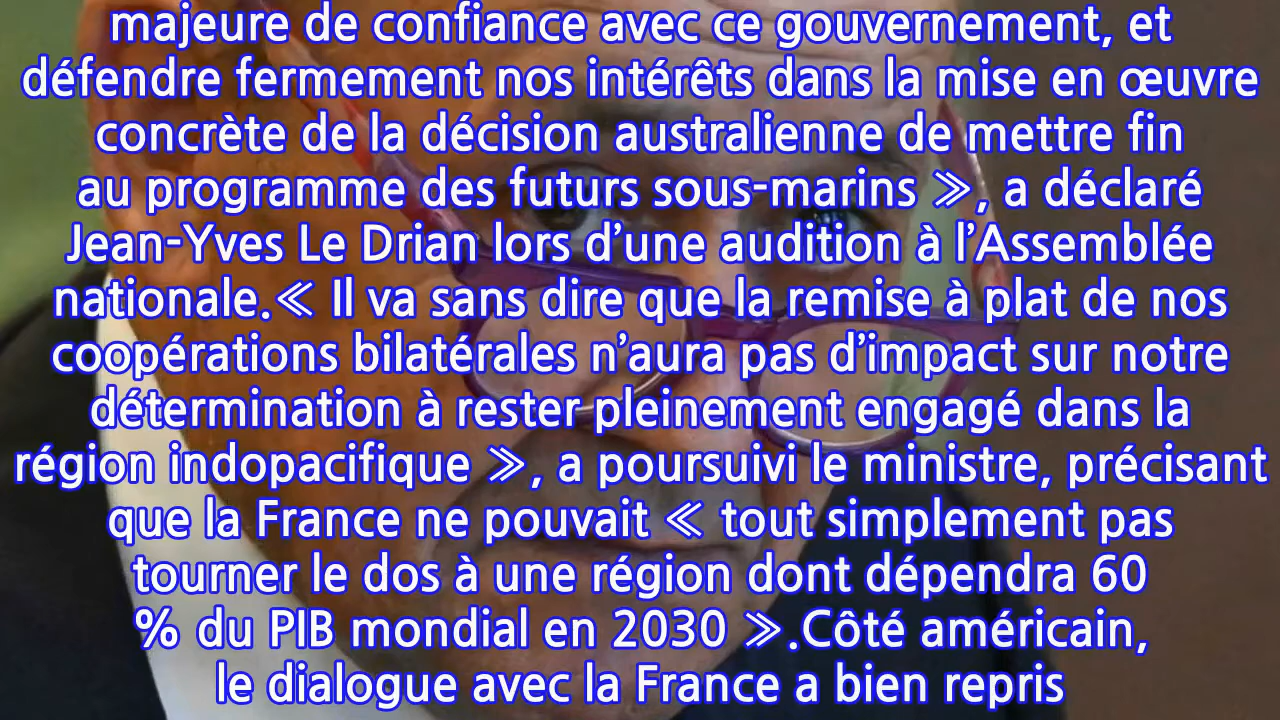 majeure de confiance avec ce gouvernement, et
défendre fermement nos intérêts dans la mise en œuvre
concrète de la décision australienne de mettre fin
au programme des futurs sous-marins ≫, a déclaré
Jean-Yves Le Drian lors d’une audition à l’Assemblée
nationale.≪ Il va sans dire que la remise à plat de nos
coopérations bilatérales n’aura pas d’impact sur notre
détermination à rester pleinement engagé dans la
région indopacifique ≫, a poursuivi le ministre, précisant
que la France ne pouvait ≪ tout simplement pas
tourner le dos à une région dont dépendra 60
% du PIB mondial en 2030 ≫.Côté américain,
le dialogue avec la France a bien repris